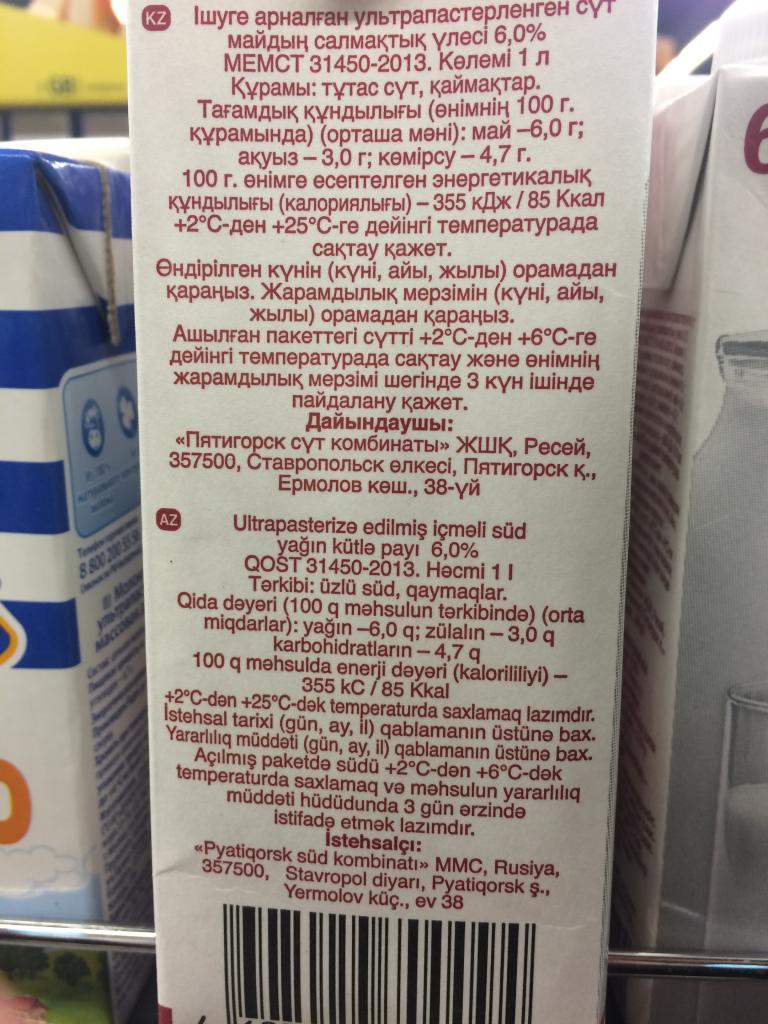 KZ
Ішуге арналған ультрапастерленген сүт
майдың салмақтық үлесі 6,0%
МЕМСТ 31450-2013. Көлемі 1 л
Құрамы: тұтас сүт, қаймақтар.
Тағамдық құндылығы (өнімнің 100 г.
құрамында) (орташа мәні): май –6,0 г;
ақуыз – 3,0 г; көмірсу – 4,7 г.
100 г. өнімге есептелген энергетикалық
құндылығы (калориялығы) – 355 кДж / 85 Ккал
+2°C-ден +25°C-ге дейінгі температурада
сақтау қажет.
Өндірілген күнін (күні, айы, жылы) орамадан
қараңыз. Жарамдылық мерзімін (күні, айы,
жылы) орамадан қараңыз.
Ашылған пакеттегі сүтті +2°C-ден +6°C-ге
дейінгі температурада сақтау және өнімнің
жарамдылық мерзімі шегінде 3 күн ішінде
пайдалану қажет.
Дайындаушы:
«Пятигорск сүт комбинаты» ЖШҚ, Ресей,
357500, Ставропольск өлкесі, Пятигорск қ.,
Ермолов көш., 38-үй
AZ
Ultrapasterizə edilmiş içməli süd
yağın kütlə payı 6,0%
QOST 31450-2013. Həcmi 1 l
Tərkibi: üzlü süd, qaymaqlar.
Qida dəyəri (100 q məhsulun tərkibində) (orta
miqdarlar): yağın –6,0 q; zülalın – 3,0 q
karbohidratların – 4,7 q
100 q məhsulda enerji dəyəri (kalorililiyi) –
355 kC / 85 Kkal
+2°C-dən +25°C-dək temperaturda saxlamaq lazımdır.
İstehsal tarixi (gün, ay, il) qablamanın üstünə bax.
Yararlılıq müddəti (gün, ay, il) qablamanın üstünə bax.
Açılmış paketdə südü +2°C-dən +6°C-dək
temperaturda saxlamaq və məhsulun yararlılıq
müddəti hüdüdunda 3 gün ərzində
istifadə etmək lazımdır.
İstehsalçı:
«Pyatiqorsk süd kombinatı» MMC, Rusiya,
357500, Stavropol diyarı, Pyatiqorsk ş.,
Yermolov küç., ev 38
6